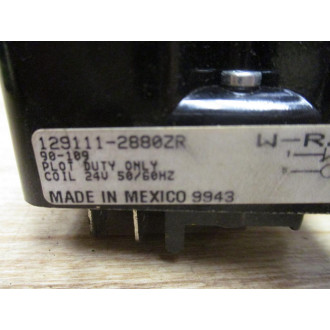 129111-2880ZR W-R.
90-109
PLOT DUTY ONLY
COIL 24V 50/60HZ
MADE IN MEXICO 9943